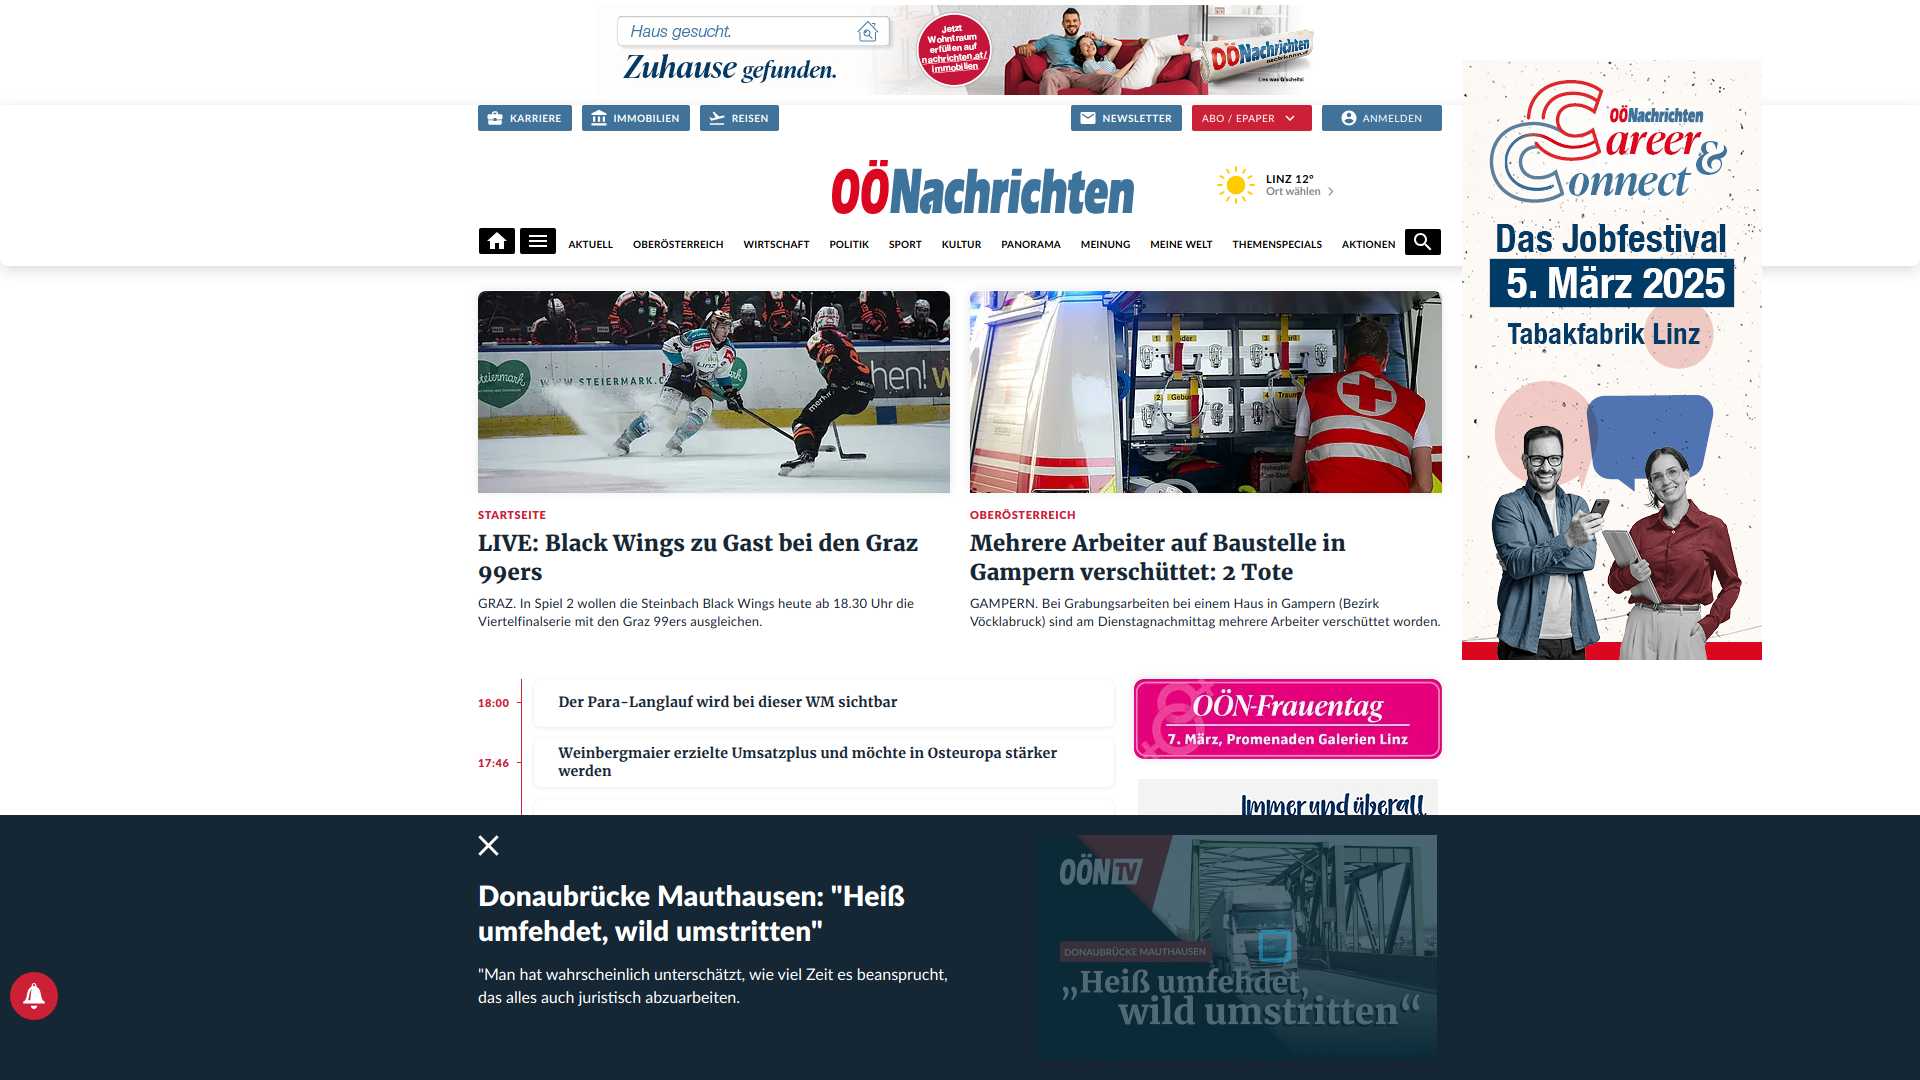 Haus gesucht.
Zuhause gefunden.
Jetzt
Wohntraum
erfüllen auf
nachrichten.at/
immobilien
OÖNachrichten
Lies was G'scheits!
KARRIERE
IMMOBILIEN
REISEN
NEWSLETTER
ABO / EPAPER
ANMELDEN
OÖNachrichten
LINZ 12°
Ort wählen
AKTUELL
OBERÖSTERREICH
WIRTSCHAFT
POLITIK
SPORT
KULTUR
PANORAMA
MEINUNG
MEINE WELT
THEMENSPECIALS
AKTIONEN
OÖNachrichten
Career &
Connect
Das Jobfestival
5. März 2025
Tabakfabrik Linz
steiermark
WWW.STEIERMARK.C
Linz
hen!
STARTSEITE
LIVE: Black Wings zu Gast bei den Graz
99ers
GRAZ. In Spiel 2 wollen die Steinbach Black Wings heute ab 18.30 Uhr die
Viertelfinalserie mit den Graz 99ers ausgleichen.
OBERÖSTERREICH
Mehrere Arbeiter auf Baustelle in
Gampern verschüttet: 2 Tote
GAMPERN. Bei Grabungsarbeiten bei einem Haus in Gampern (Bezirk
Vöcklabruck) sind am Dienstagnachmittag mehrere Arbeiter verschüttet worden.
18:00
Der Para-Langlauf wird bei dieser WM sichtbar
17:46
Weinbergmaier erzielte Umsatzplus und möchte in Osteuropa stärker
werden
OÖN-Frauentag
7. März, Promenaden Galerien Linz
Immer und überall
Donaubrücke Mauthausen: "Heiß
umfehdet, wild umstritten"
"Man hat wahrscheinlich unterschätzt, wie viel Zeit es beansprucht,
das alles auch juristisch abzuarbeiten.
OÖN TV
DONAUBRÜCKE MAUTHAUSEN
„Heiß umfehdet,
wild umstritten“